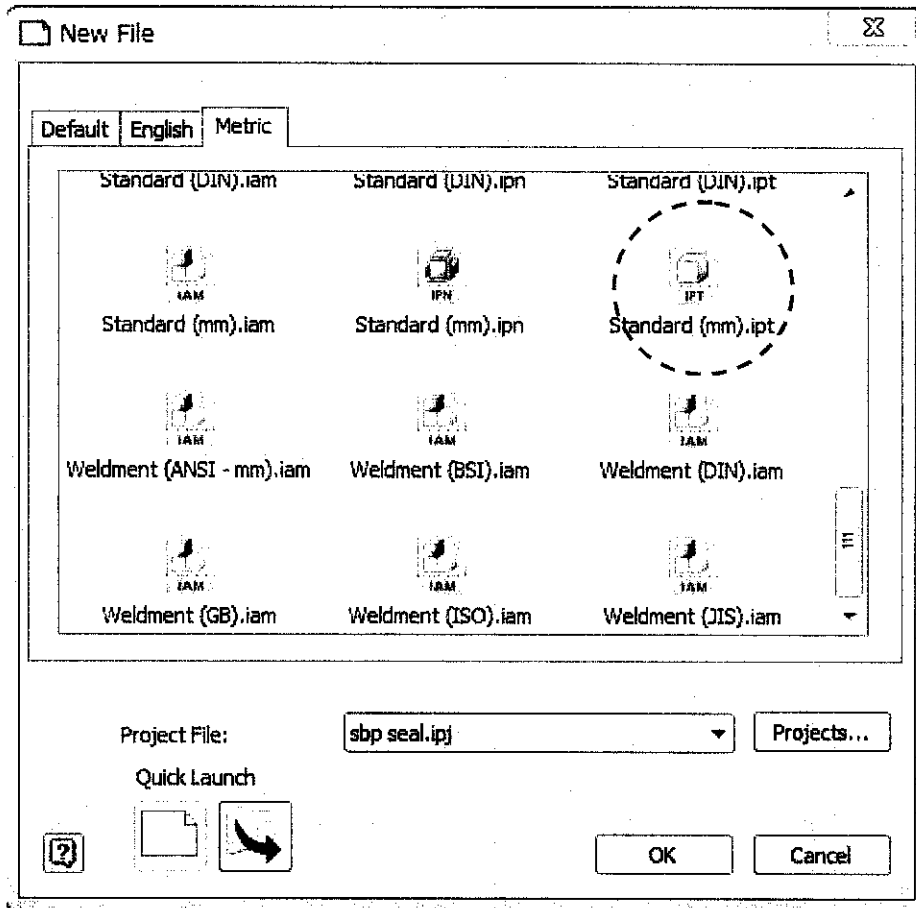 New File
Default English Metric
Standard (DIN).iam Standard (DIN).ipn Standard (DIN).ipt
IAM IPN IPT
Standard (mm).iam Standard (mm).ipn Standard (mm).ipt
IAM IAM IAM
Weldment (ANSI - mm).iam Weldment (BSI).iam Weldment (DIN).iam
IAM IAM IAM
Weldment (GB).iam Weldment (ISO).iam Weldment (JIS).iam
Project File: sbp seal.ipj Projects...
Quick Launch
? OK Cancel